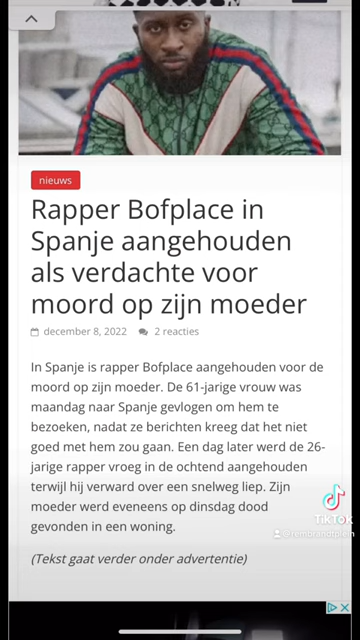 nieuws
Rapper Bofplace in
Spanje aangehouden
als verdachte voor
moord op zijn moeder
december 8, 2022 2 reacties
In Spanje is rapper Bofplace aangehouden voor de
moord op zijn moeder. De 61-jarige vrouw was
maandag naar Spanje gevlogen om hem te
bezoeken, nadat ze berichten kreeg dat het niet
goed met hem zou gaan. Een dag later werd de 26-
jarige rapper vroeg in de ochtend aangehouden
terwijl hij verward over een snelweg liep. Zijn
moeder werd eveneens op dinsdag dood
gevonden in een woning.
TikTok
@rembrandtplein
(Tekst gaat verder onder advertentie)